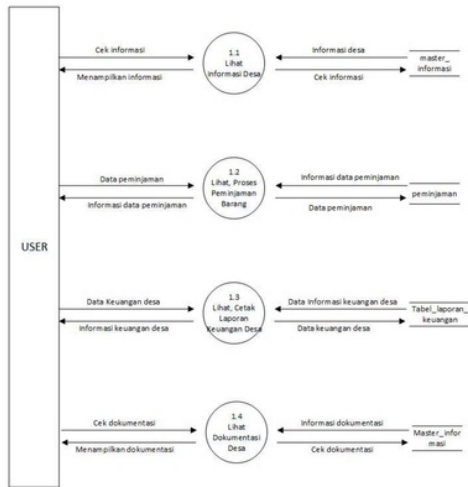 Cek informasi
Menampilkan informasi
1.1
Lihat
Informasi Desa
Informasi desa
Cek informasi
master_
informasi
Data peminjaman
Informasi data peminjaman
1.2
Lihat, Proses
Peminjaman
Barang
Informasi data peminjaman
Data peminjaman
peminjaman
USER
Data Keuangan desa
Informasi keuangan desa
1.3
Lihat, Cetak
Laporan
Keuangan Desa
Data Informasi keuangan desa
Data keuangan desa
Tabel_laporan_
keuangan
Cek dokumentasi
Menampilkan dokumentasi
1.4
Lihat
Dokumentasi
Desa
Informasi dokumentasi
Cek dokumentasi
Master_infor
masi